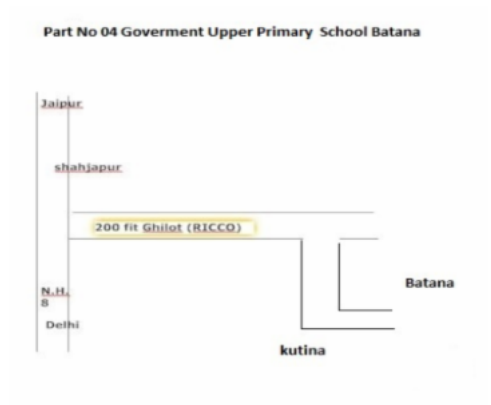 Part No 04 Goverment Upper Primary School Batana
Jaipur
shahjapur
200 fit Ghilot (RICCO)
Batana
N.H.
8
Delhi
kutina